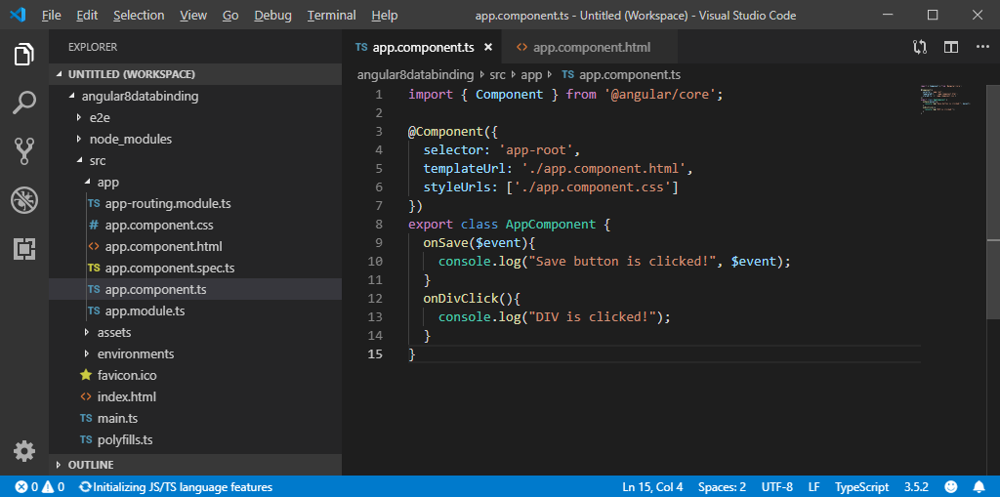 File Edit Selection View Go Debug Terminal Help app.component.ts - Untitled (Workspace) - Visual Studio Code
EXPLORER
UNTITLED (WORKSPACE)
angular8databinding
e2e
node_modules
src
app
TS app-routing.module.ts
# app.component.css
<> app.component.html
TS app.component.spec.ts
TS app.component.ts
TS app.module.ts
assets
environments
favicon.ico
<> index.html
TS main.ts
TS polyfills.ts
OUTLINE
TS app.component.ts × <> app.component.html
angular8databinding src app TS app.component.ts
1 import { Component } from '@angular/core';
2
3 @Component({
4 selector: 'app-root',
5 templateUrl: './app.component.html',
6 styleUrls: ['./app.component.css']
7 })
8 export class AppComponent {
9 onSave($event){
10 console.log("Save button is clicked!", $event);
11 }
12 onDivClick(){
13 console.log("DIV is clicked!");
14 }
15 }
0 0 Initializing JS/TS language features Ln 15, Col 4 Spaces: 2 UTF-8 LF TypeScript 3.5.2